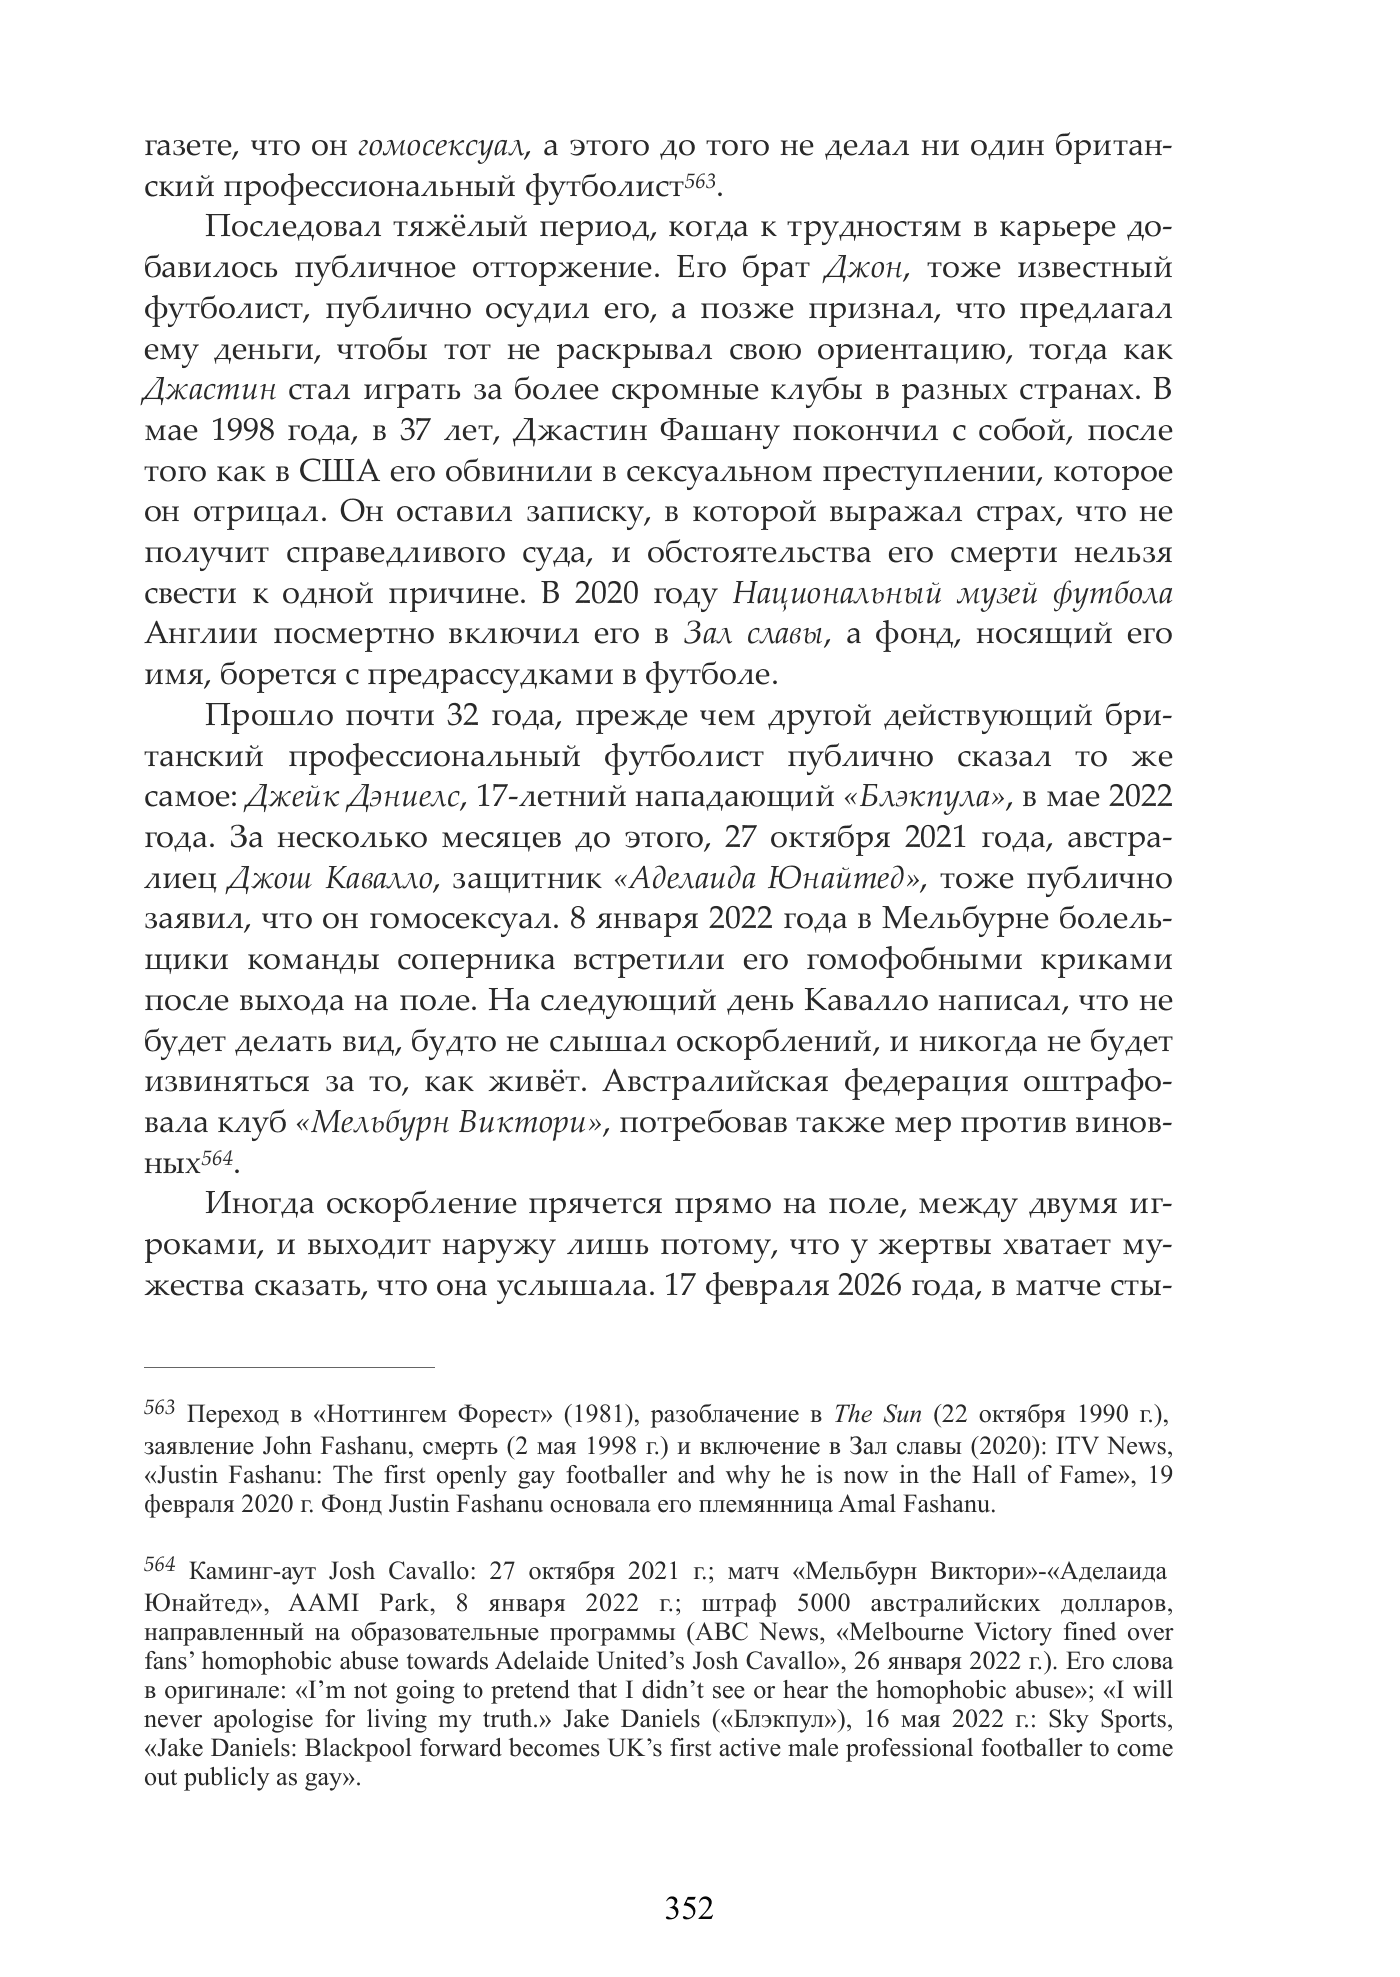 газете, что он гомосексуал, а этого до того не делал ни один британ-
ский профессиональный футболист563.
Последовал тяжёлый период, когда к трудностям в карьере до-
бавилось публичное отторжение. Его брат Джон, тоже известный
футболист, публично осудил его, а позже признал, что предлагал
ему деньги, чтобы тот не раскрывал свою ориентацию, тогда как
Джастин стал играть за более скромные клубы в разных странах. В
мае 1998 года, в 37 лет, Джастин Фашану покончил с собой, после
того как в США его обвинили в сексуальном преступлении, которое
он отрицал. Он оставил записку, в которой выражал страх, что не
получит справедливого суда, и обстоятельства его смерти нельзя
свести к одной причине. В 2020 году Национальный музей футбола
Англии посмертно включил его в Зал славы, а фонд, носящий его
имя, борется с предрассудками в футболе.
Прошло почти 32 года, прежде чем другой действующий бри-
танский профессиональный футболист публично сказал то же
самое: Джейк Дэниелс, 17-летний нападающий «Блэкпула», в мае 2022
года. За несколько месяцев до этого, 27 октября 2021 года, австра-
лиец Джош Кавалло, защитник «Аделаида Юнайтед», тоже публично
заявил, что он гомосексуал. 8 января 2022 года в Мельбурне болель-
щики команды соперника встретили его гомофобными криками
после выхода на поле. На следующий день Кавалло написал, что не
будет делать вид, будто не слышал оскорблений, и никогда не будет
извиняться за то, как живёт. Австралийская федерация оштрафо-
вала клуб «Мельбурн Виктори», потребовав также мер против винов-
ных564.
Иногда оскорбление прячется прямо на поле, между двумя иг-
роками, и выходит наружу лишь потому, что у жертвы хватает му-
жества сказать, что она услышала. 17 февраля 2026 года, в матче сты-
563 Переход в «Ноттингем Форест» (1981), разоблачение в The Sun (22 октября 1990 г.),
заявление John Fashanu, смерть (2 мая 1998 г.) и включение в Зал славы (2020): ITV News,
«Justin Fashanu: The first openly gay footballer and why he is now in the Hall of Fame», 19
февраля 2020 г. Фонд Justin Fashanu основала его племянница Amal Fashanu.
564 Каминг-аут Josh Cavallo: 27 октября 2021 г.; матч «Мельбурн Виктори»-«Аделаида
Юнайтед», AAMI Park, 8 января 2022 г.; штраф 5000 австралийских долларов,
направленный на образовательные программы (ABC News, «Melbourne Victory fined over
fans’ homophobic abuse towards Adelaide United’s Josh Cavallo», 26 января 2022 г.). Его слова
в оригинале: «I’m not going to pretend that I didn’t see or hear the homophobic abuse»; «I will
never apologise for living my truth.» Jake Daniels («Блэкпул»), 16 мая 2022 г.: Sky Sports,
«Jake Daniels: Blackpool forward becomes UK’s first active male professional footballer to come
out publicly as gay».
352